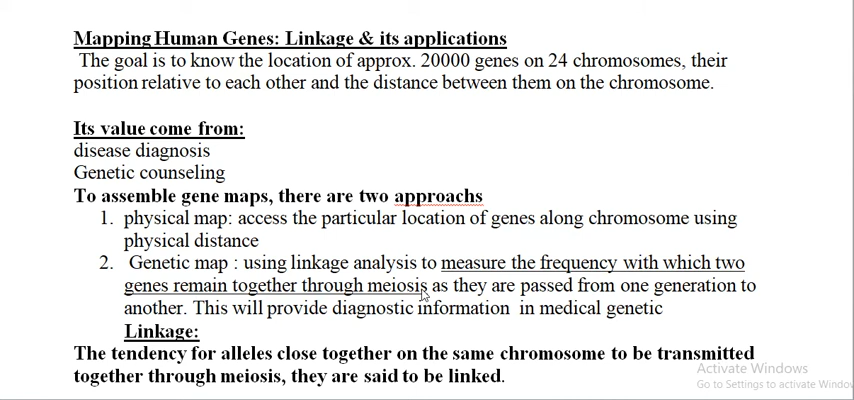 Mapping Human Genes: Linkage & its applications
The goal is to know the location of approx. 20000 genes on 24 chromosomes, their
position relative to each other and the distance between them on the chromosome.
Its value come from:
disease diagnosis
Genetic counseling
To assemble gene maps, there are two approachs
1. physical map: access the particular location of genes along chromosome using
physical distance
2. Genetic map : using linkage analysis to measure the frequency with which two
genes remain together through meiosis as they are passed from one generation to
another. This will provide diagnostic information in medical genetic
Linkage:
The tendency for alleles close together on the same chromosome to be transmitted
together through meiosis, they are said to be linked.
Activate Windows
Go to Settings to activate Windov